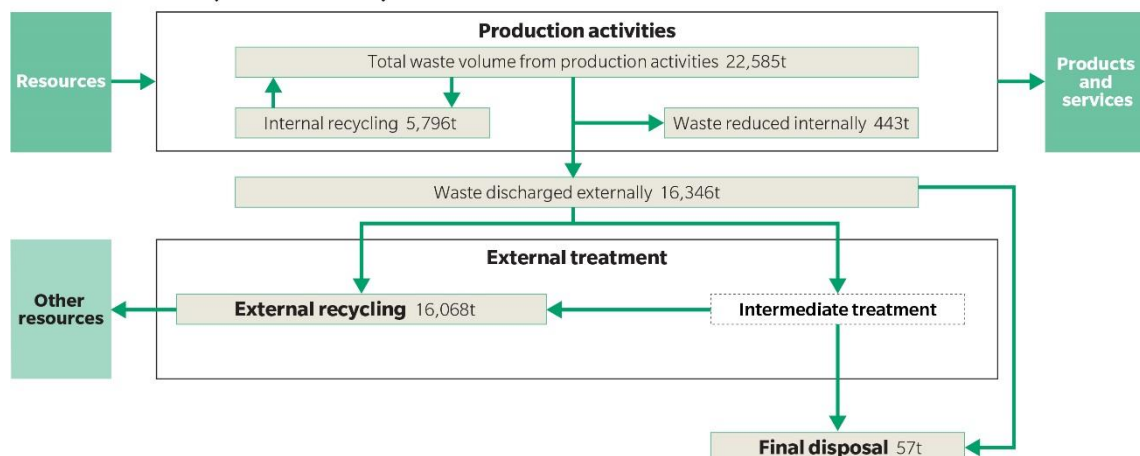 Production activities
Total waste volume from production activities 22,585t
Resources
Products
and
services
Internal recycling 5,796t
Waste reduced internally 443t
Waste discharged externally 16,346t
External treatment
Other
resources
External recycling 16,068t
Intermediate treatment
Final disposal 57t